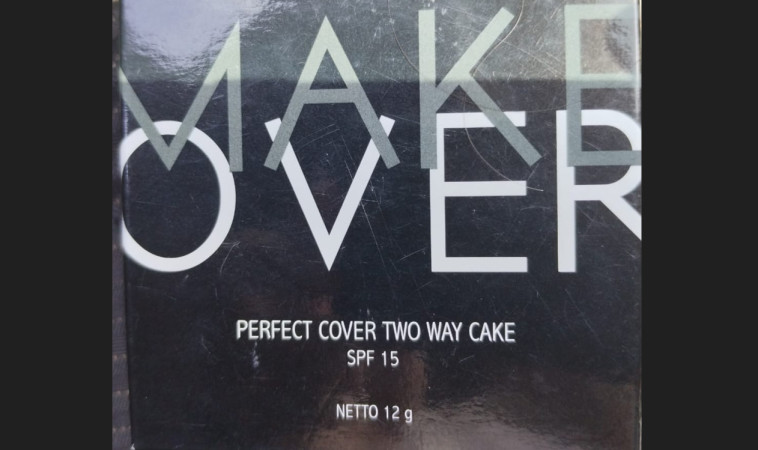 MAKE
OVER
PERFECT COVER TWO WAY CAKE
SPF 15
NETTO 12 g